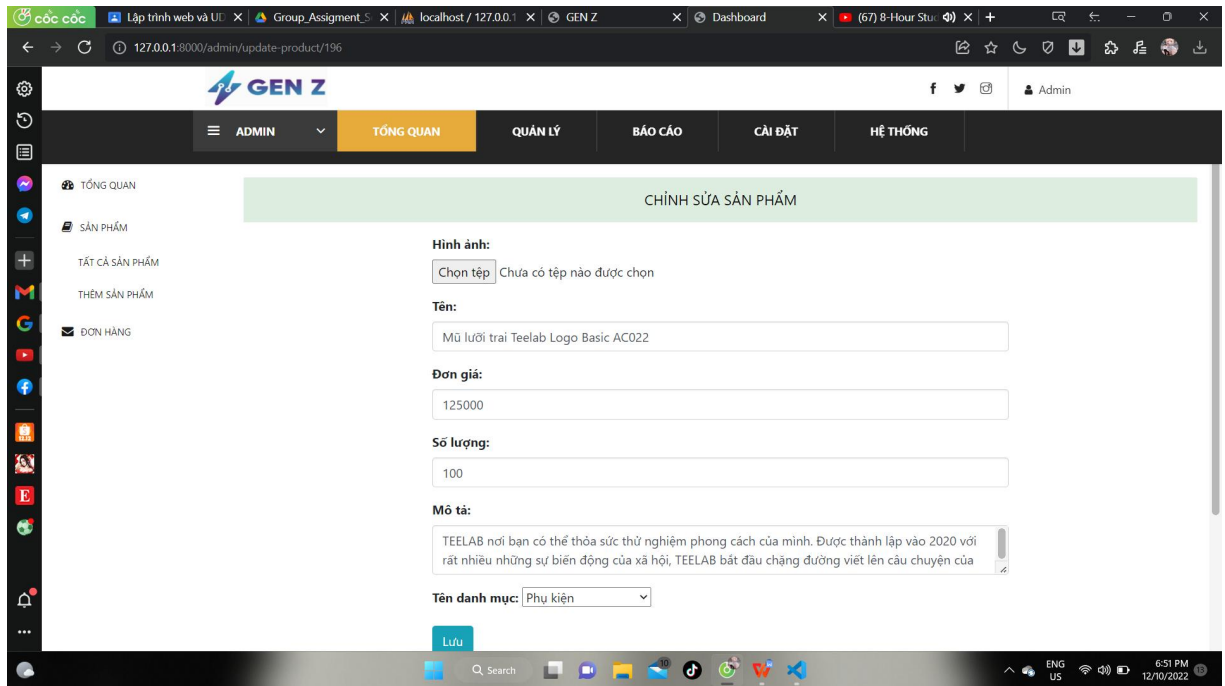 cốc cốc
Lập trình web và UD
Group_Assigment_S
localhost / 127.0.0.1
GEN Z
Dashboard
(67) 8-Hour Stu
127.0.0.1:8000/admin/update-product/196
GEN Z
Admin
ADMIN
TỔNG QUAN
QUẢN LÝ
BÁO CÁO
CÀI ĐẶT
HỆ THỐNG
TỔNG QUAN
SẢN PHẨM
TẤT CẢ SẢN PHẨM
THÊM SẢN PHẨM
ĐƠN HÀNG
CHỈNH SỬA SẢN PHẨM
Hình ảnh:
Chọn tệp Chưa có tệp nào được chọn
Tên:
Mũ lưỡi trai Teelab Logo Basic AC022
Đơn giá:
125000
Số lượng:
100
Mô tả:
TEELAB nơi bạn có thể thỏa sức thử nghiệm phong cách của mình. Được thành lập vào 2020 với
rất nhiều những sự biến động của xã hội, TEELAB bắt đầu chặng đường viết lên câu chuyện của
Tên danh mục: Phụ kiện
Lưu
Search
10
ENG
US
6:51 PM
12/10/2022